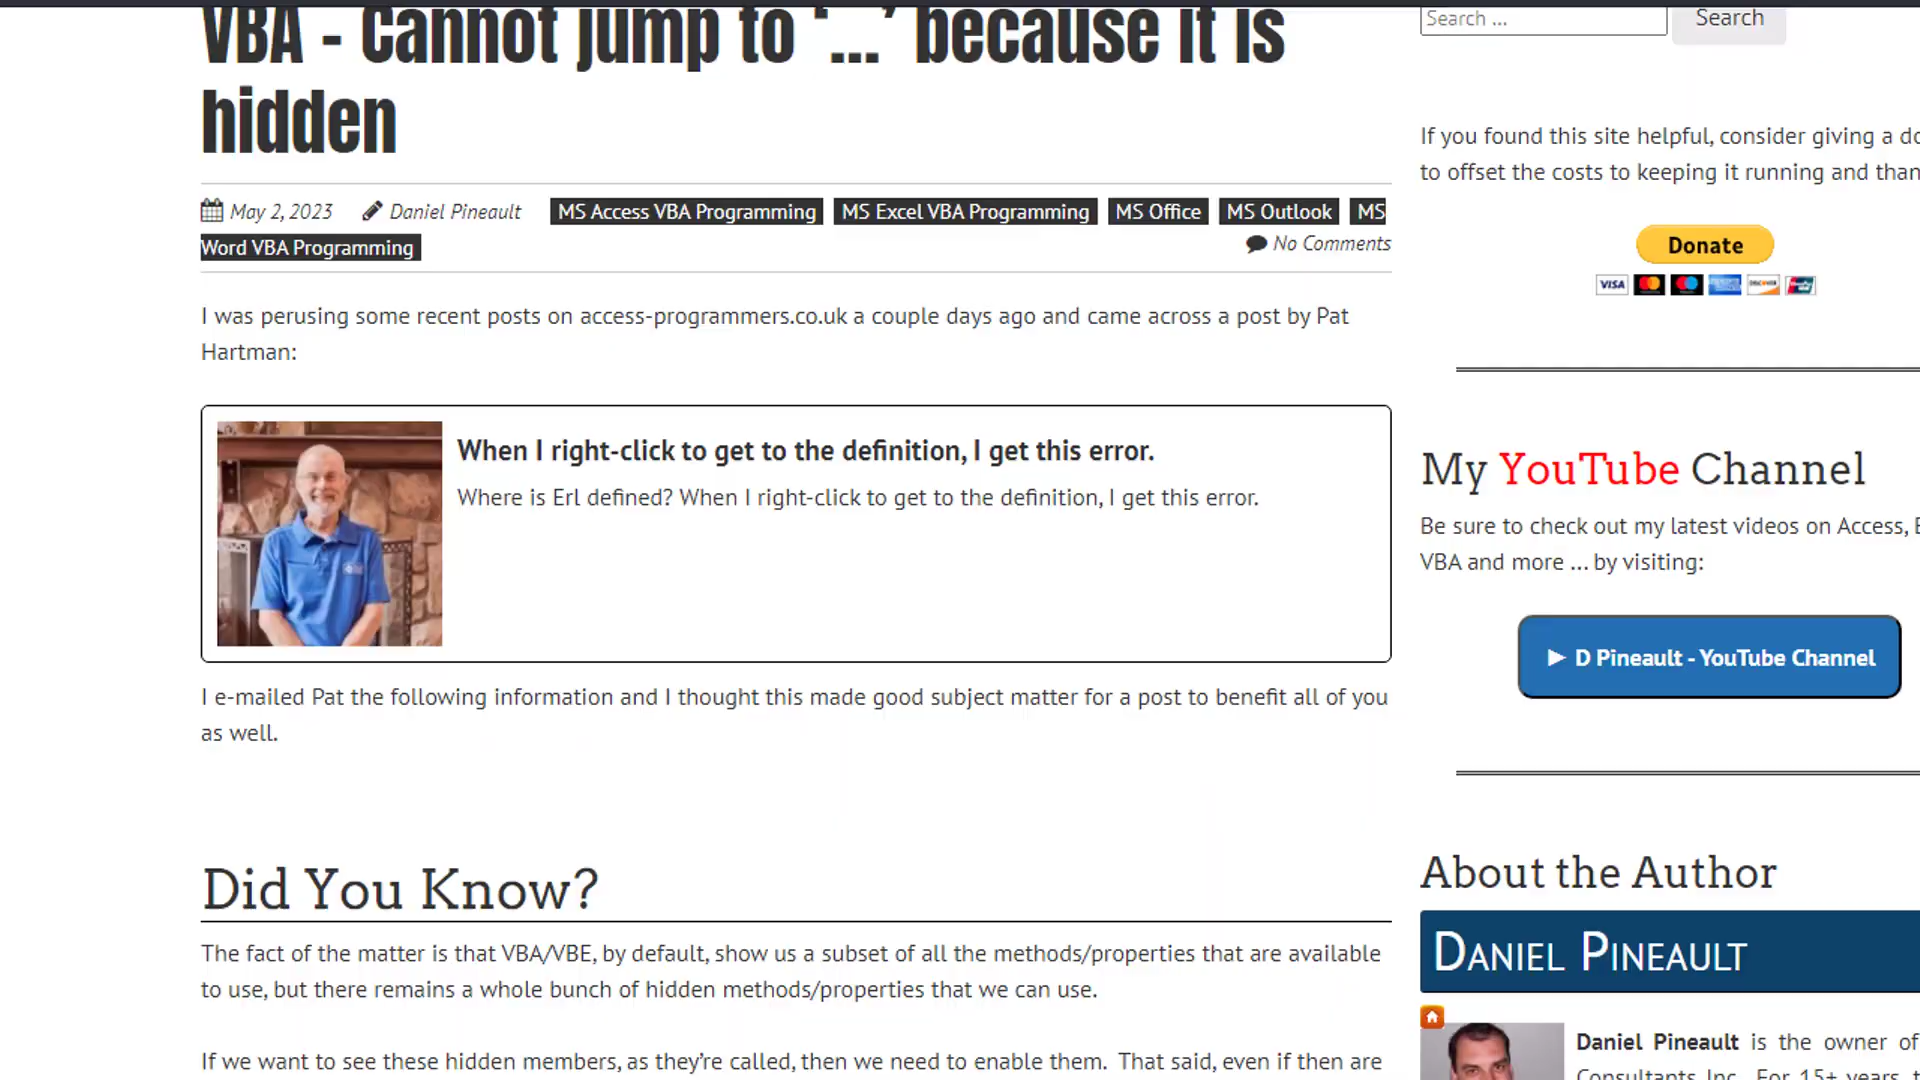 VBA – Cannot jump to ‘…’ because it is
hidden
May 2, 2023 Daniel Pineault MS Access VBA Programming MS Excel VBA Programming MS Office MS Outlook MS
Word VBA Programming
No Comments
I was perusing some recent posts on access-programmers.co.uk a couple days ago and came across a post by Pat
Hartman:
When I right-click to get to the definition, I get this error.
Where is Erl defined? When I right-click to get to the definition, I get this error.
I e-mailed Pat the following information and I thought this made good subject matter for a post to benefit all of you
as well.
Did You Know?
The fact of the matter is that VBA/VBE, by default, show us a subset of all the methods/properties that are available
to use, but there remains a whole bunch of hidden methods/properties that we can use.
If we want to see these hidden members, as they’re called, then we need to enable them. That said, even if then are
Search ...
Search
If you found this site helpful, consider giving a
to offset the costs to keeping it running and
Donate
VISA
DISCOVER
My YouTube Channel
Be sure to check out my latest videos on Access,
VBA and more ... by visiting:
► D Pineault - YouTube Channel
About the Author
Daniel Pineault
Daniel Pineault is the owner of
Consultants Inc. For 15+ years,